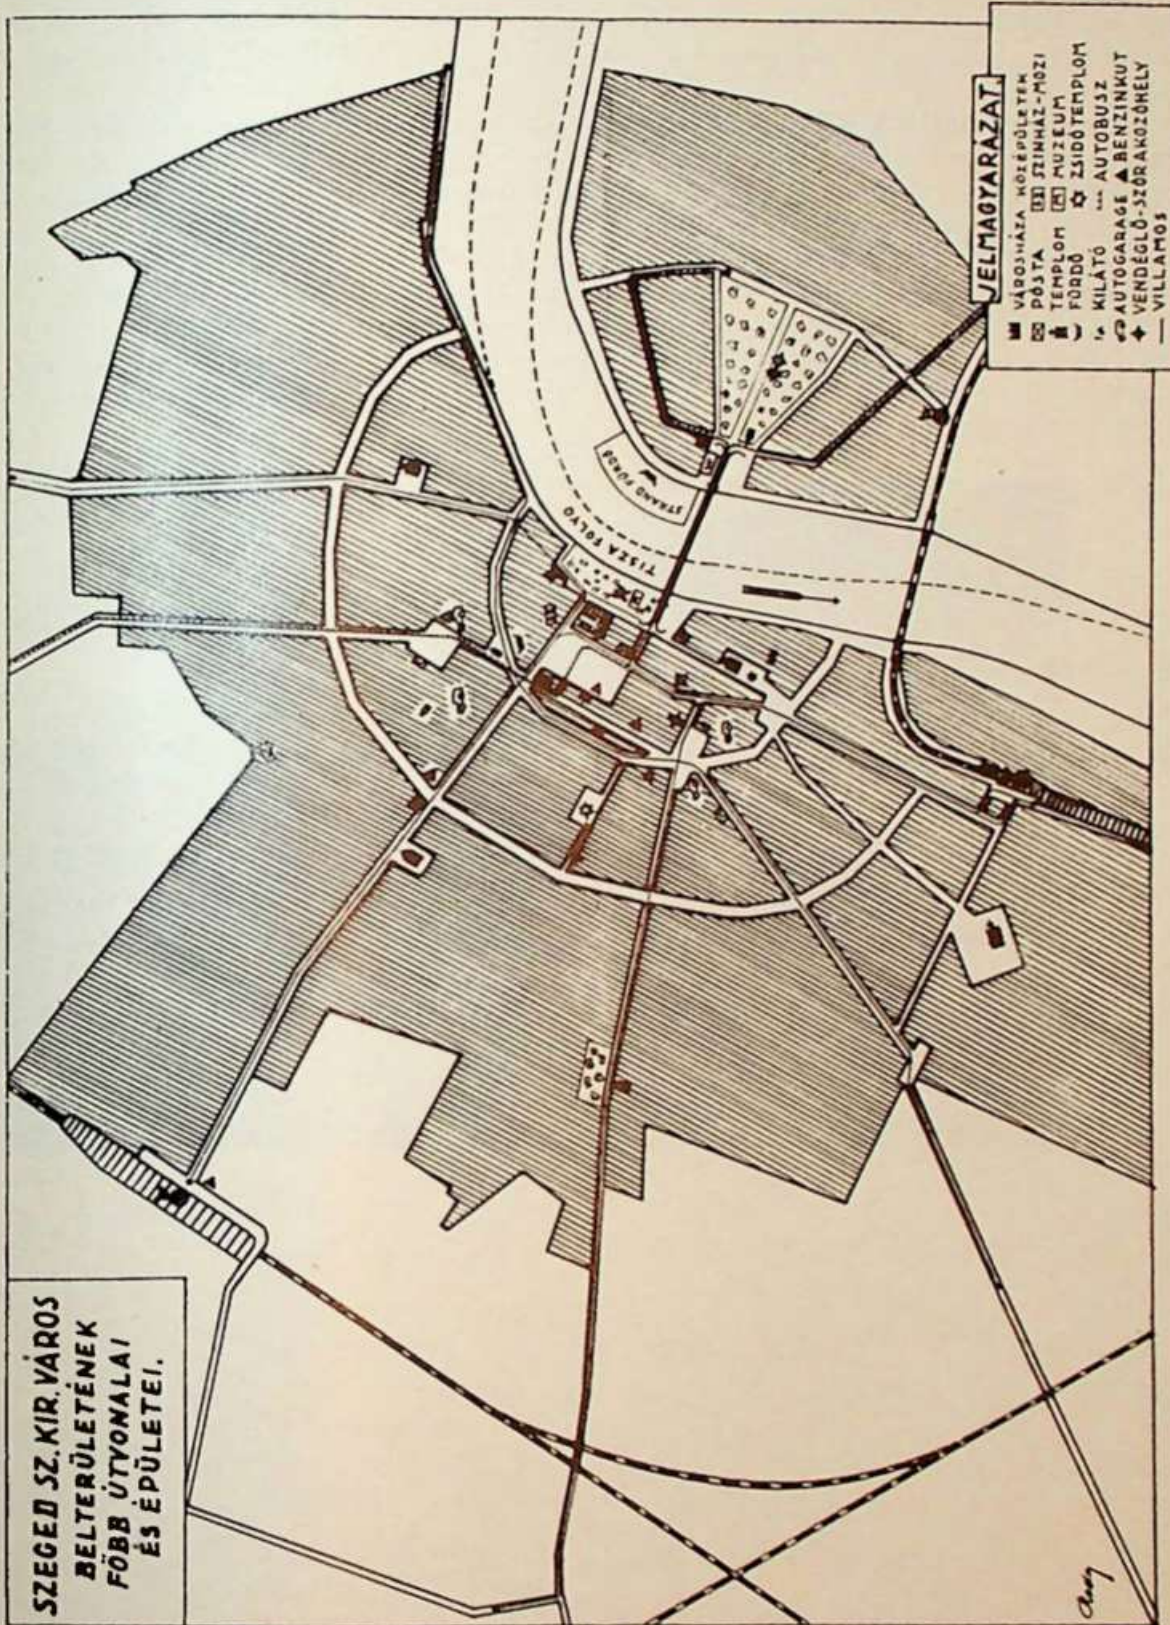 SZEGED SZ. KIR. VÁROS
BELTERÜLETÉNEK
FŐBB ÚTVONALAI
ÉS ÉPÜLETEI.
TISZA FOLYÓ
STRAND FÜRDŐ
JELMAGYARÁZAT.
VÁROSHÁZA KÖZÉPÜLETEK
POSTA SZINHÁZ-MOZI
TEMPLOM MUZEUM
FÜRDŐ ZSIDÓTEMPLOM
KILÁTÓ AUTOBUSZ
AUTOGARAGE BENZINKUT
VENDÉGLŐ-SZÓRAKOZÓHELY
VILLAMOS